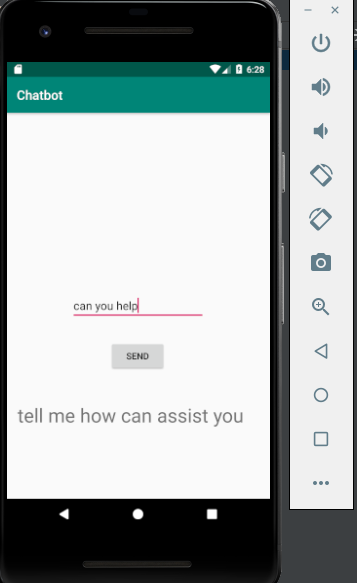 6:28
Chatbot
can you help
SEND
tell me how can assist you